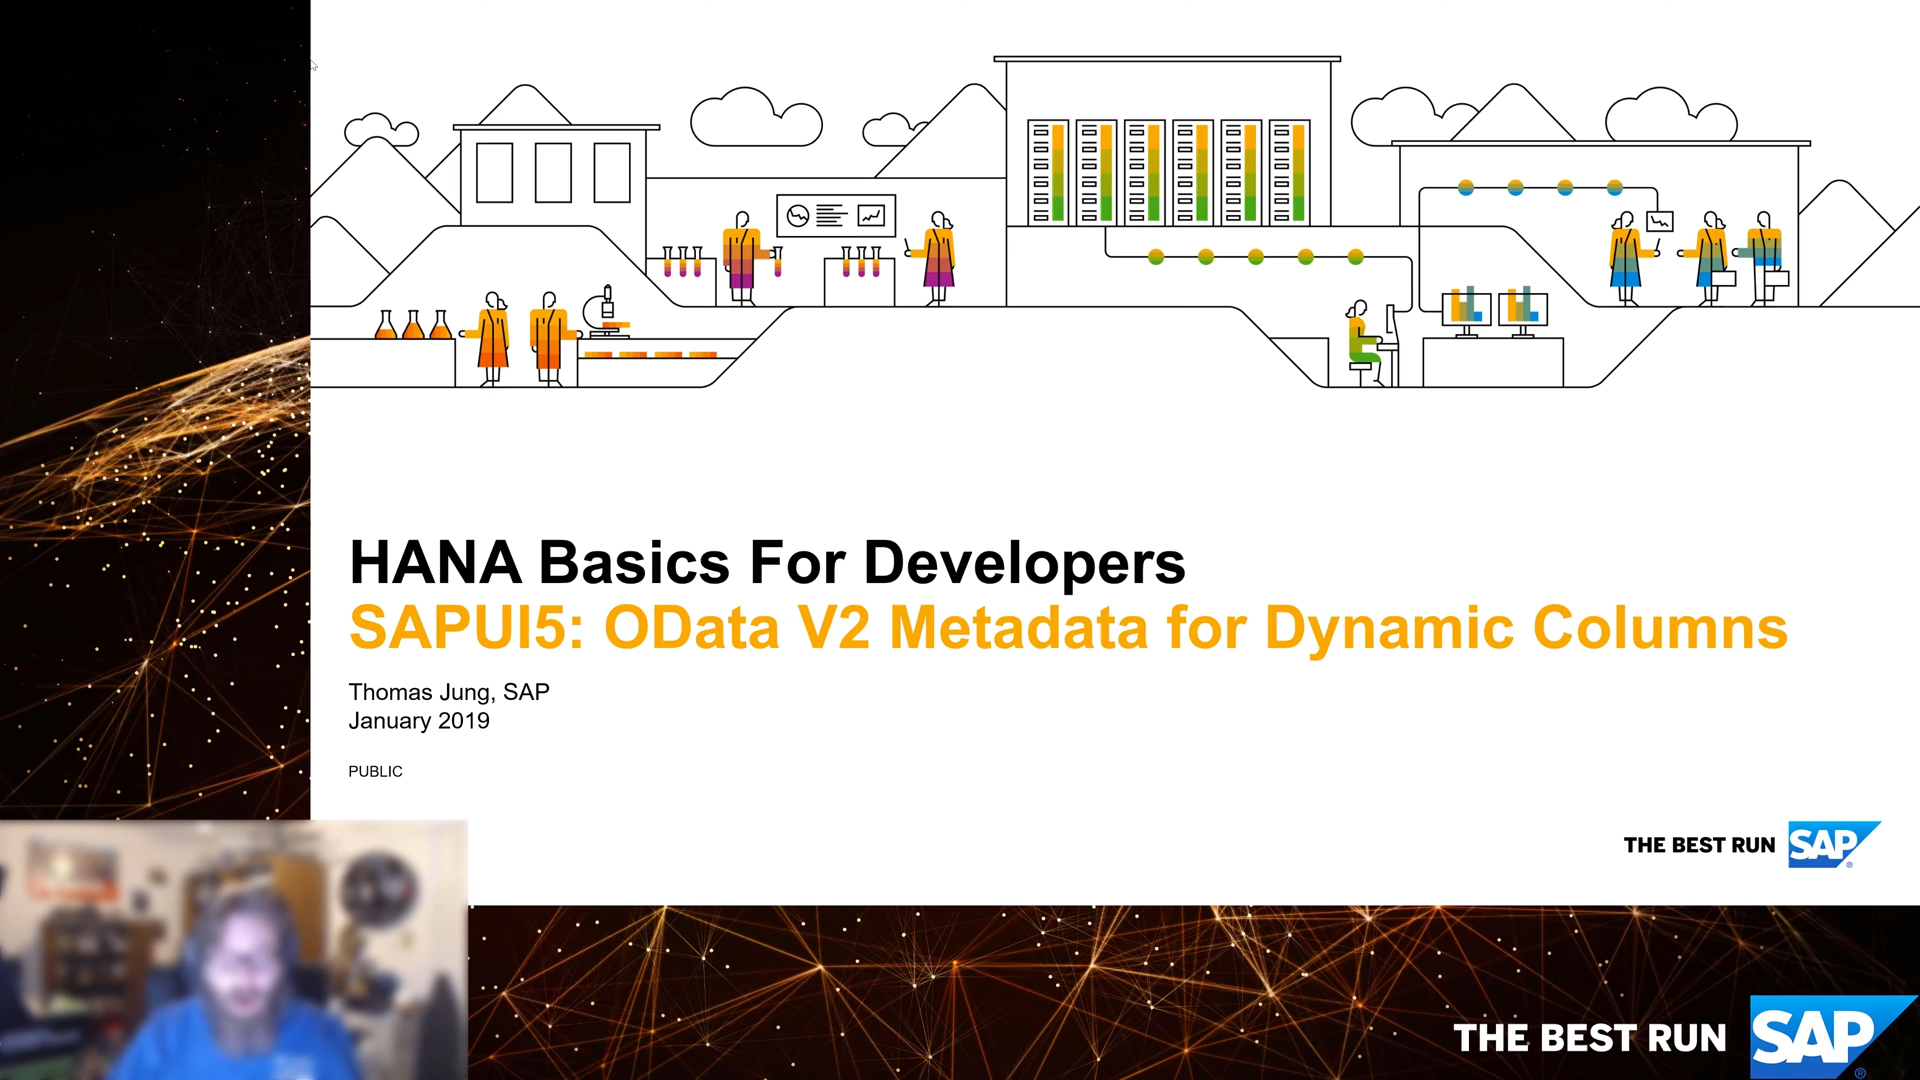 HANA Basics For Developers
SAPUI5: OData V2 Metadata for Dynamic Columns
Thomas Jung, SAP
January 2019
PUBLIC
THE BEST RUN SAP®
THE BEST RUN SAP®